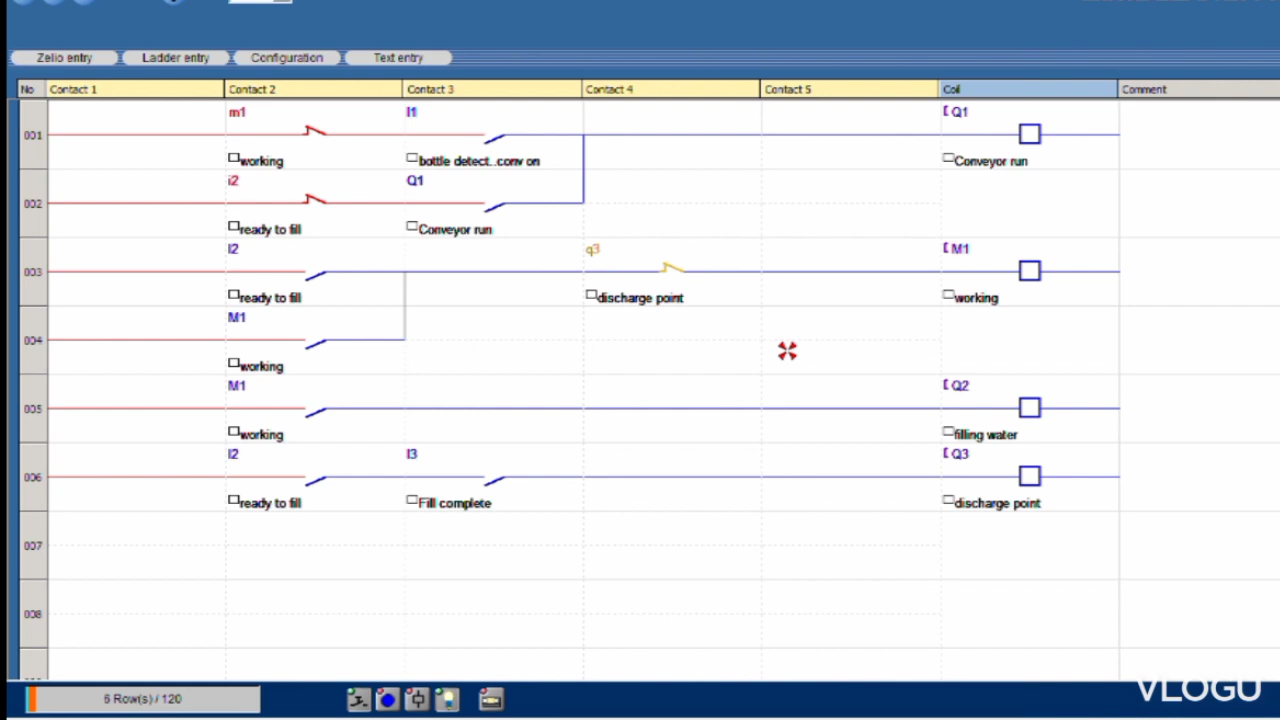 Zelio entry Ladder entry Configuration Text entry
No Contact 1 Contact 2 Contact 3 Contact 4 Contact 5 Coil Comment
m1 I1 [ Q1
001
working bottle detect..conv on Conveyor run
i2 Q1
002
ready to fill Conveyor run
I2 q3 [ M1
003
ready to fill discharge point working
M1
004
working
M1 [ Q2
005
working filling water
I2 I3 [ Q3
006
ready to fill Fill complete discharge point
007
008
6 Row(s) / 120
VLOGU